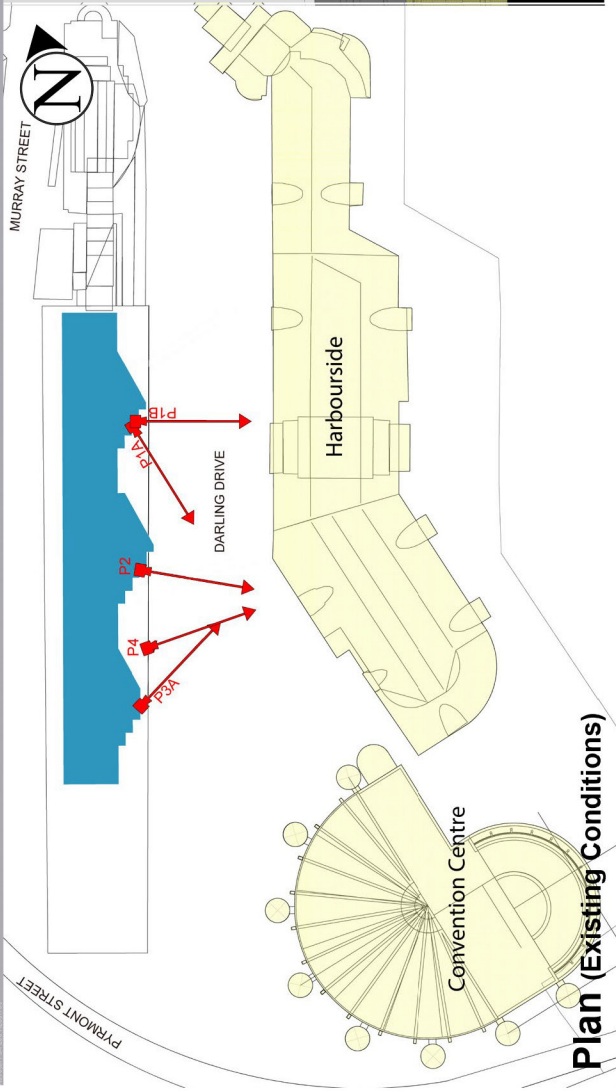 N
MURRAY STREET
P1B
P1A
DARLING DRIVE
P2
P4
P3A
Harbourside
Convention Centre
PYRMONT STREET
Plan (Existing Conditions)